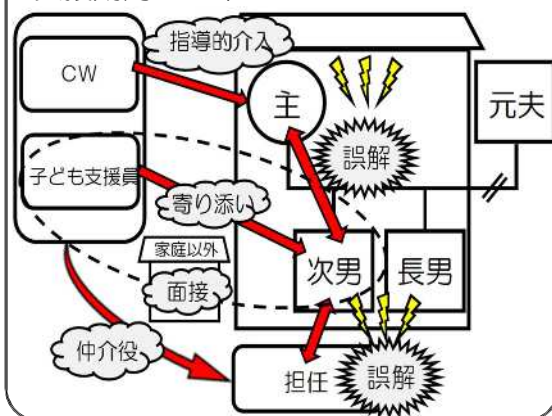 指導的介入
CW
主
元夫
誤解
子ども支援員
寄り添い
家庭以外
面接
次男
長男
仲介役
担任
誤解